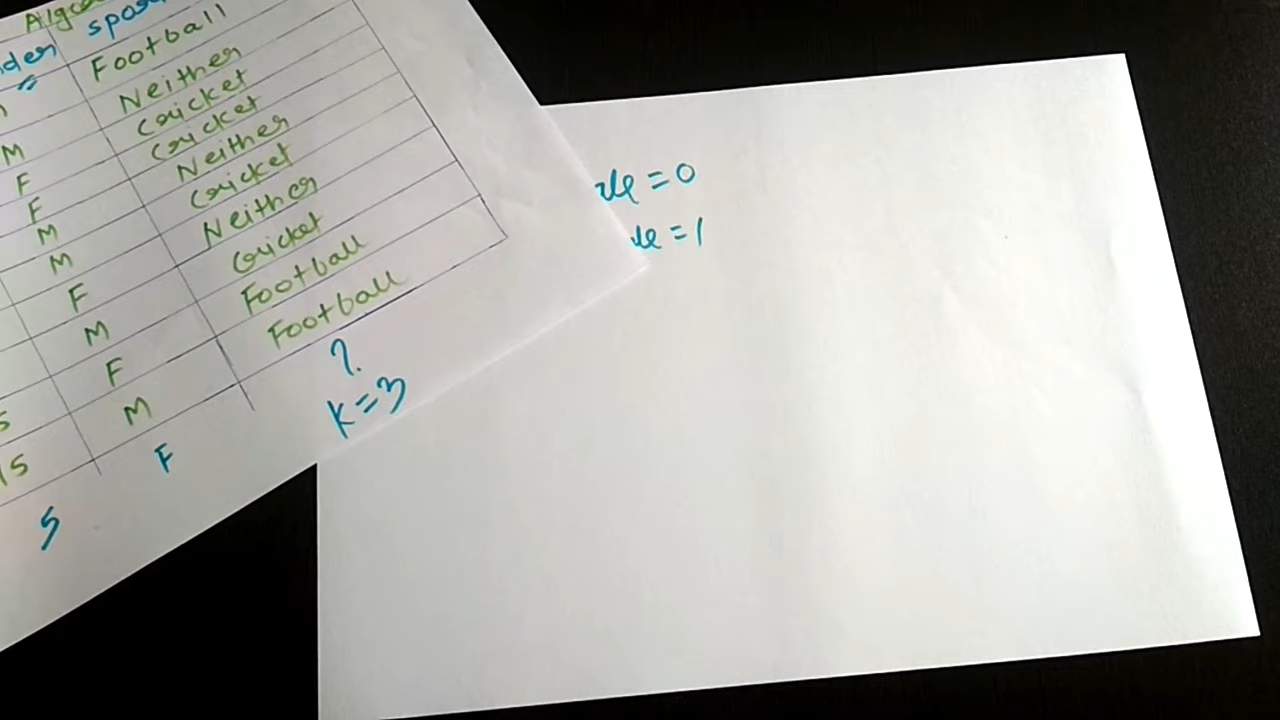 spo
Football
M Neither
F Cricket
F Cricket
M Neither
M Cricket
F Neither
M Cricket
F Football
M Football
15
5 F ?
K=3
le = 0
le = 1